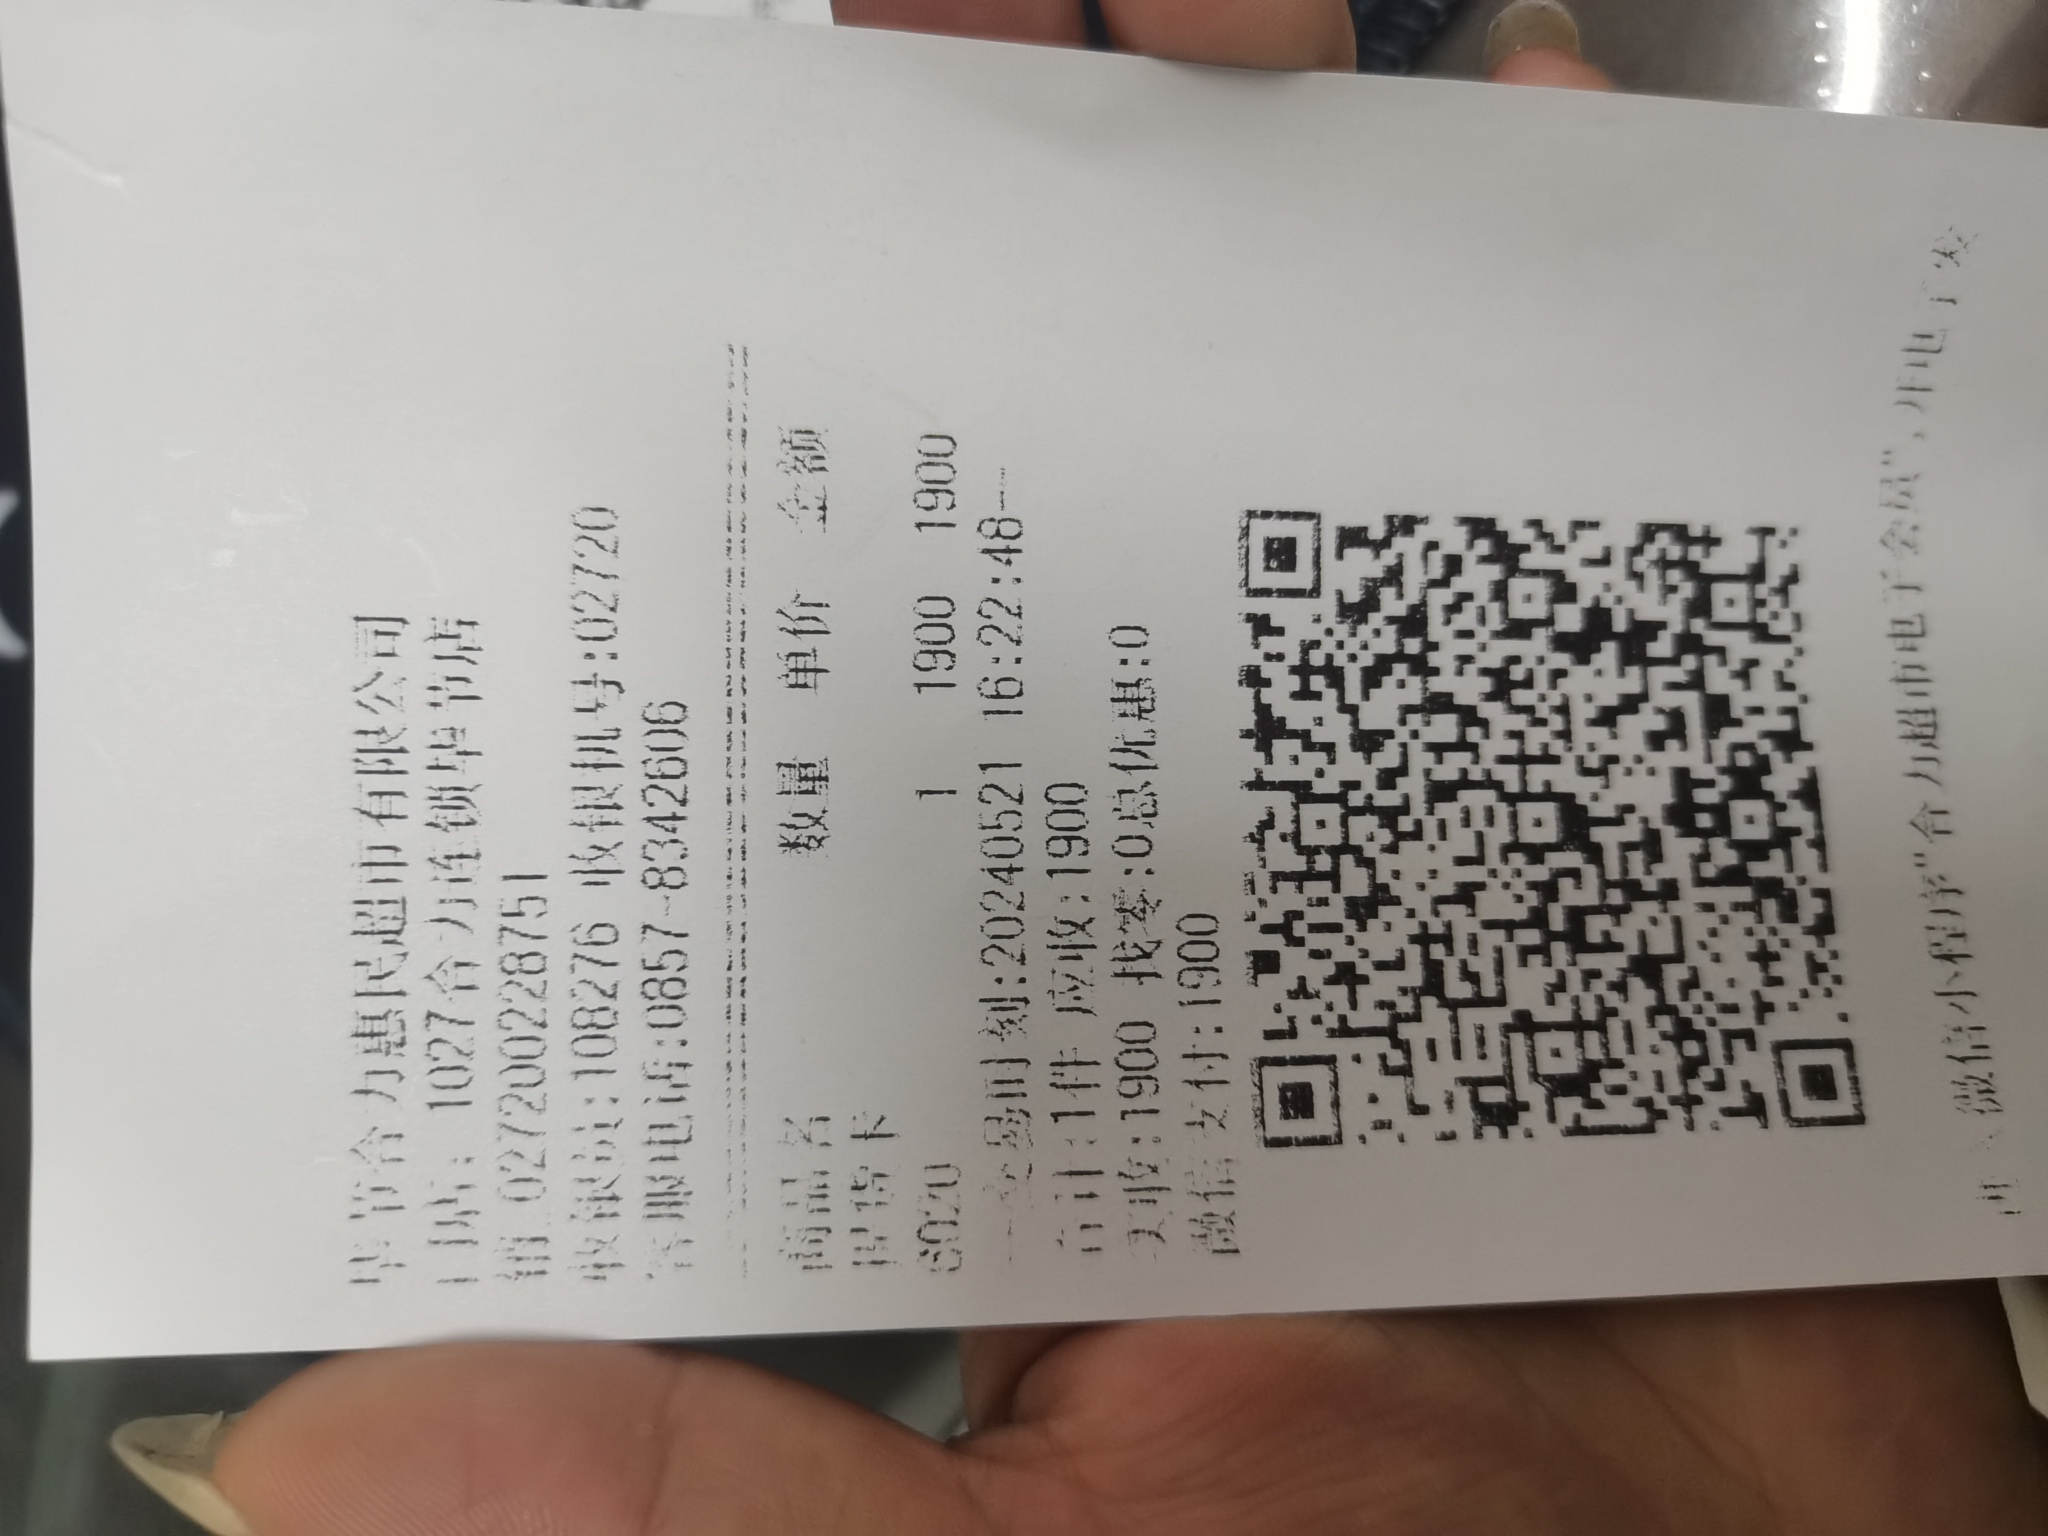 毕节合力惠民超市有限公司
门店: 1027合力连锁毕节店
销 027200228751
收银员:108276 收银机号:02720
客服电话:0857-8342606
商品名 数量 单价 金额
提货卡
6020 1 1900 1900
--交易时刻:20240521 16:22:48--
合计:1件 应收:1900
实收:1900 找零:0总优惠:0
微信支付:1900
微信小程序"合力超市电子会员",开电子发